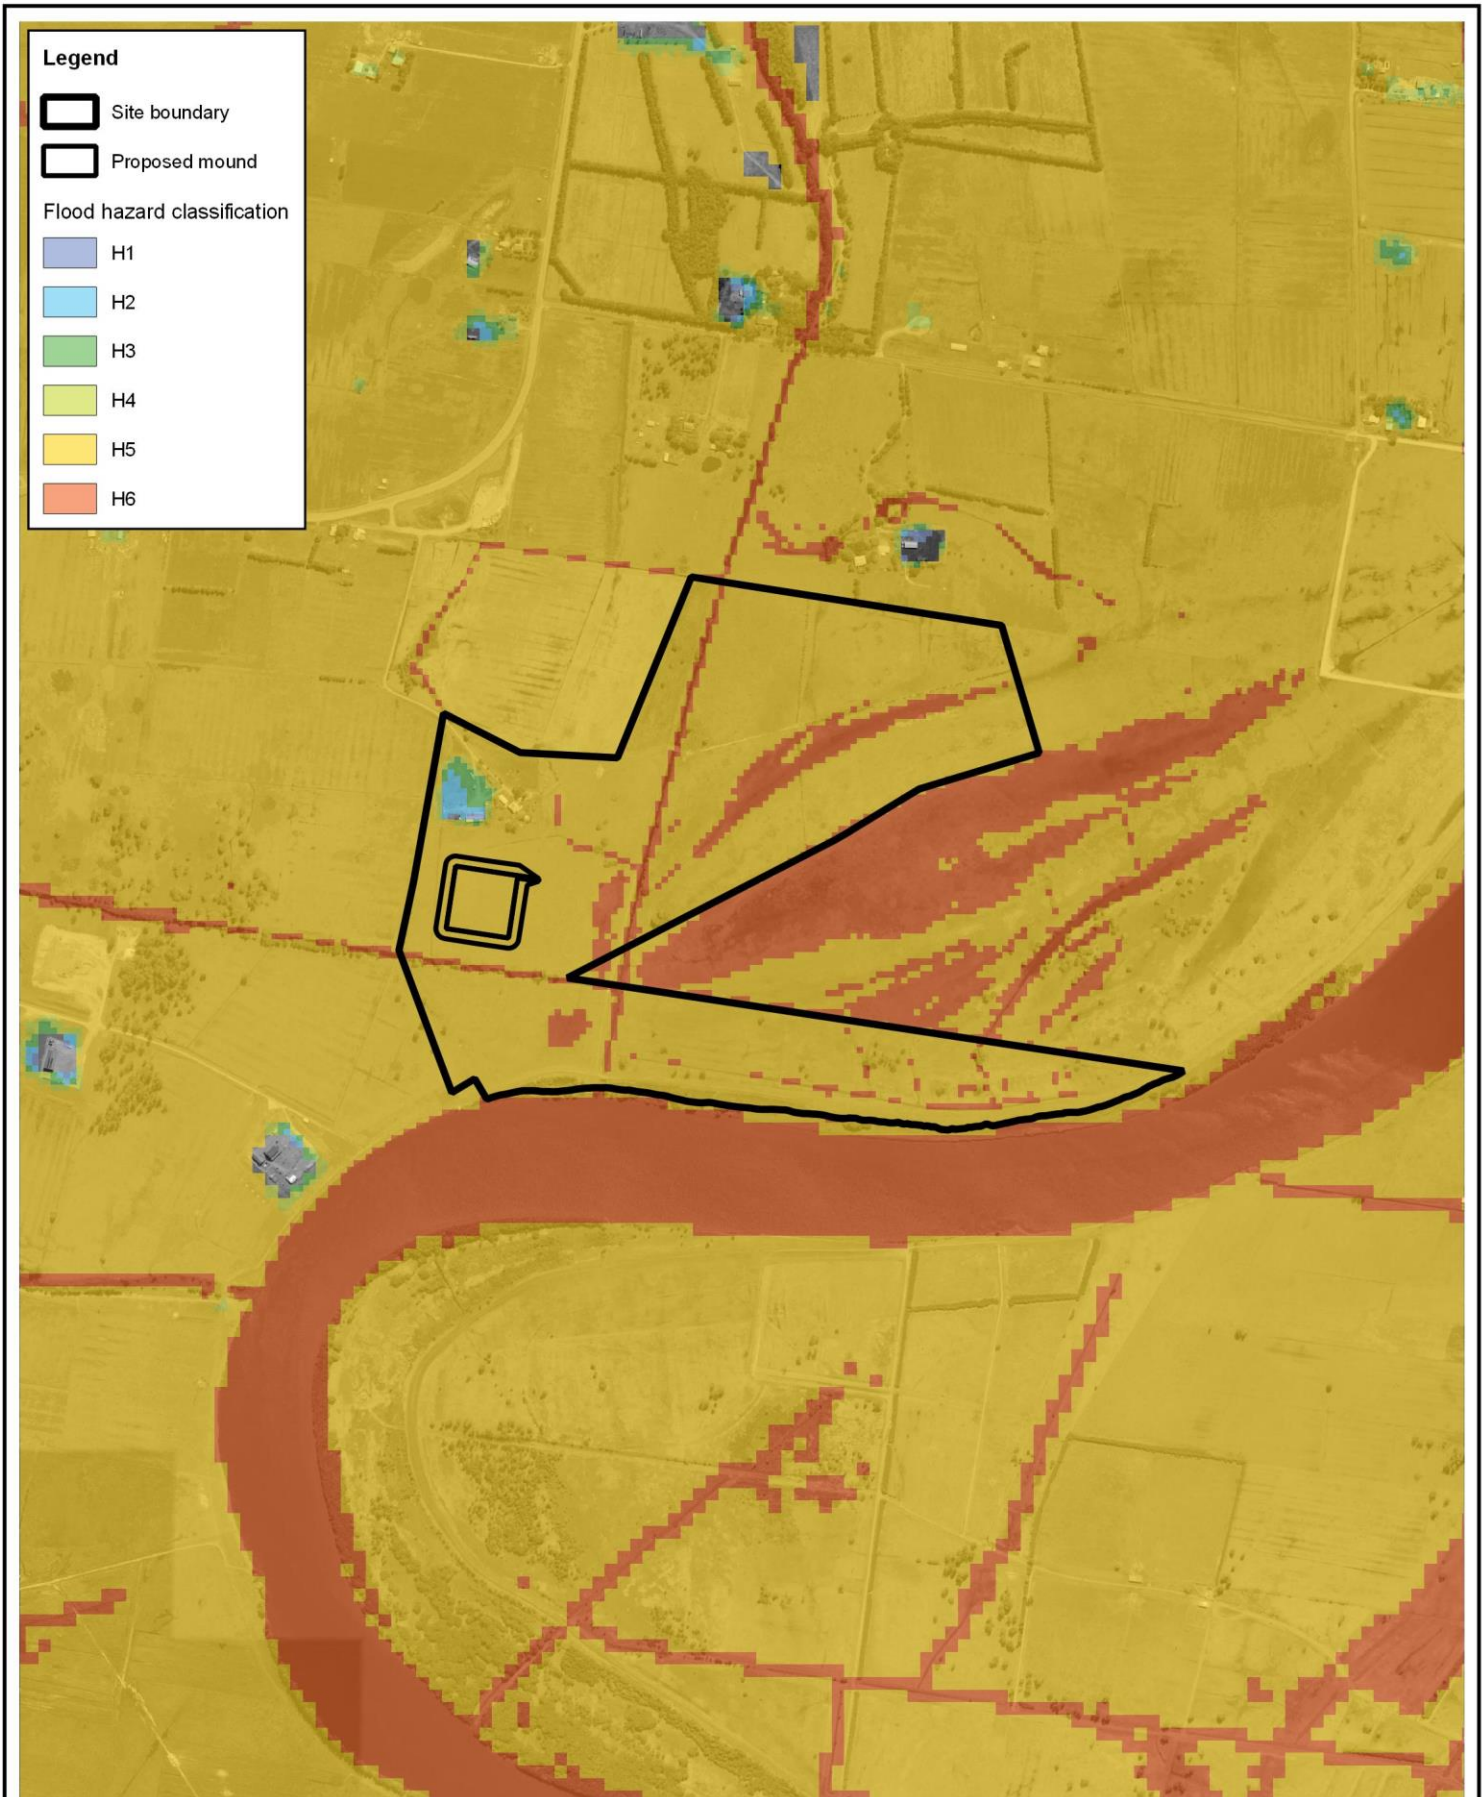 Legend
Site boundary
Proposed mound
Flood hazard classification
H1
H2
H3
H4
H5
H6